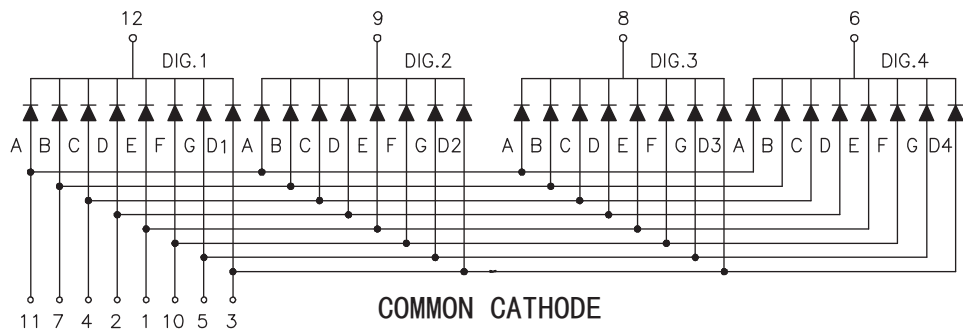 12 9 8 6
DIG.1 DIG.2 DIG.3 DIG.4
A B C D E F G D1 A B C D E F G D2 A B C D E F G D3 A B C D E F G D4
11 7 4 2 1 10 5 3
COMMON CATHODE